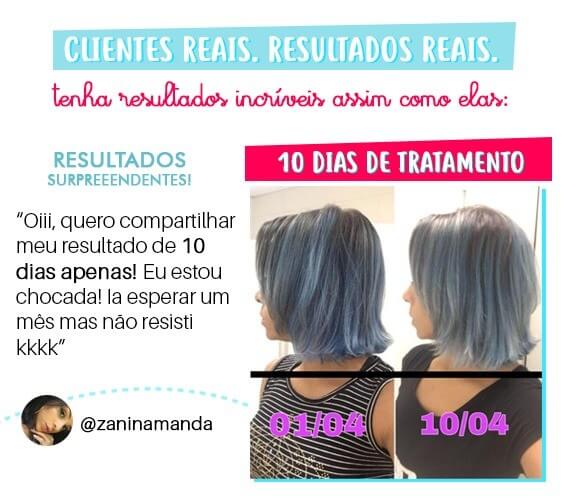 CLIENTES REAIS. RESULTADOS REAIS.
tenha resultados incríveis assim como elas:
RESULTADOS
SURPREEENDENTES!
10 DIAS DE TRATAMENTO
“Oiii, quero compartilhar
meu resultado de 10
dias apenas! Eu estou
chocada! Ia esperar um
mês mas não resisti
kkkk”
@zaninamanda
01/04
10/04